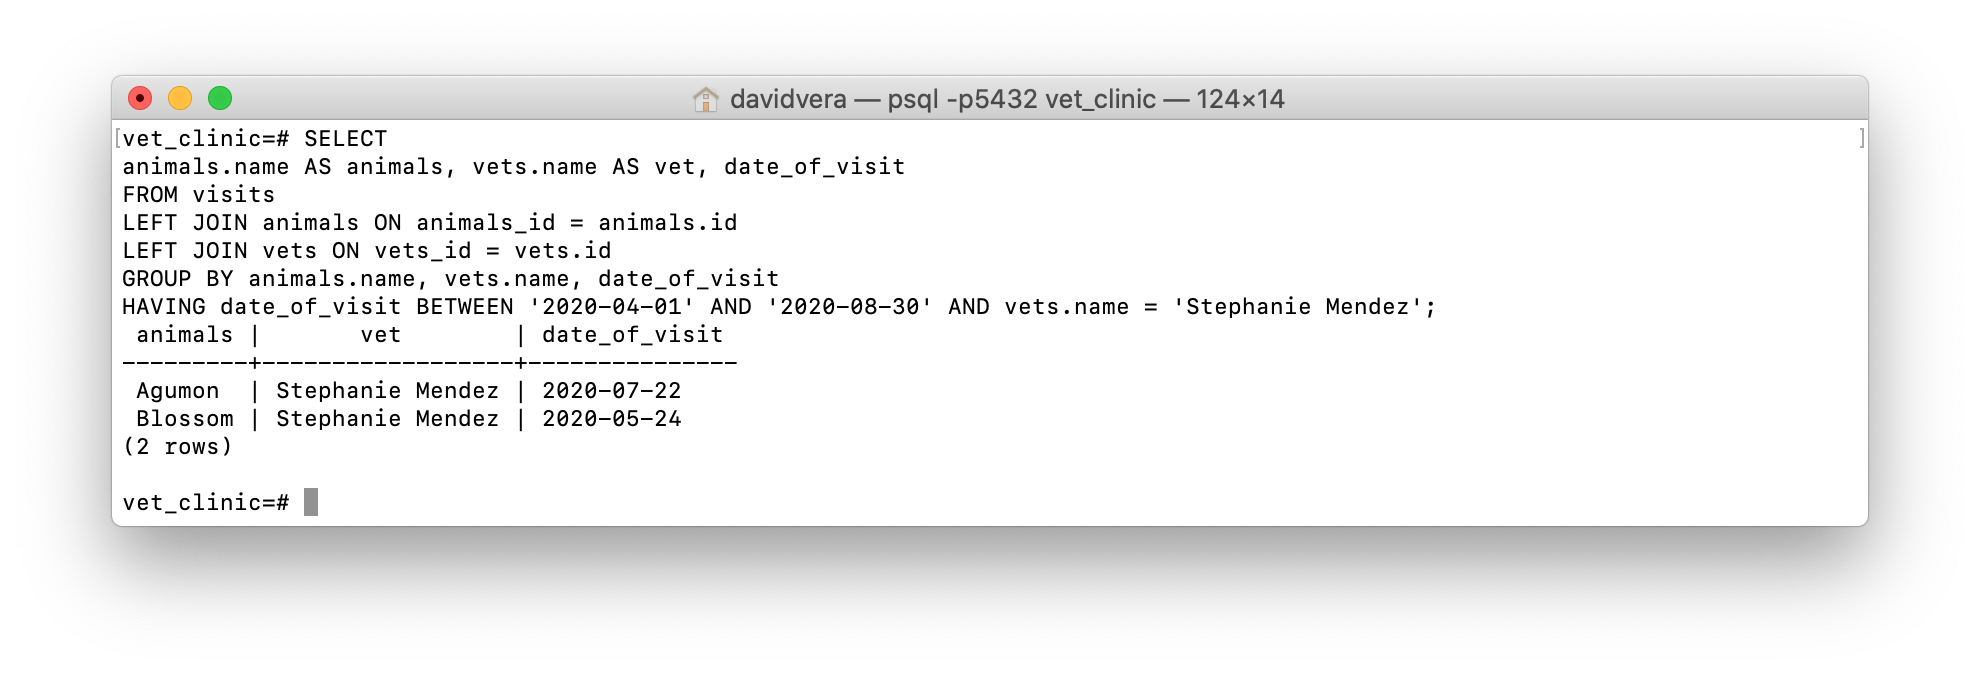 davidvera — psql -p5432 vet_clinic — 124×14
[vet_clinic=# SELECT ]
animals.name AS animals, vets.name AS vet, date_of_visit
FROM visits
LEFT JOIN animals ON animals_id = animals.id
LEFT JOIN vets ON vets_id = vets.id
GROUP BY animals.name, vets.name, date_of_visit
HAVING date_of_visit BETWEEN '2020-04-01' AND '2020-08-30' AND vets.name = 'Stephanie Mendez';
 animals |       vet        | date_of_visit
---------+------------------+---------------
 Agumon  | Stephanie Mendez | 2020-07-22
 Blossom | Stephanie Mendez | 2020-05-24
(2 rows)
vet_clinic=#